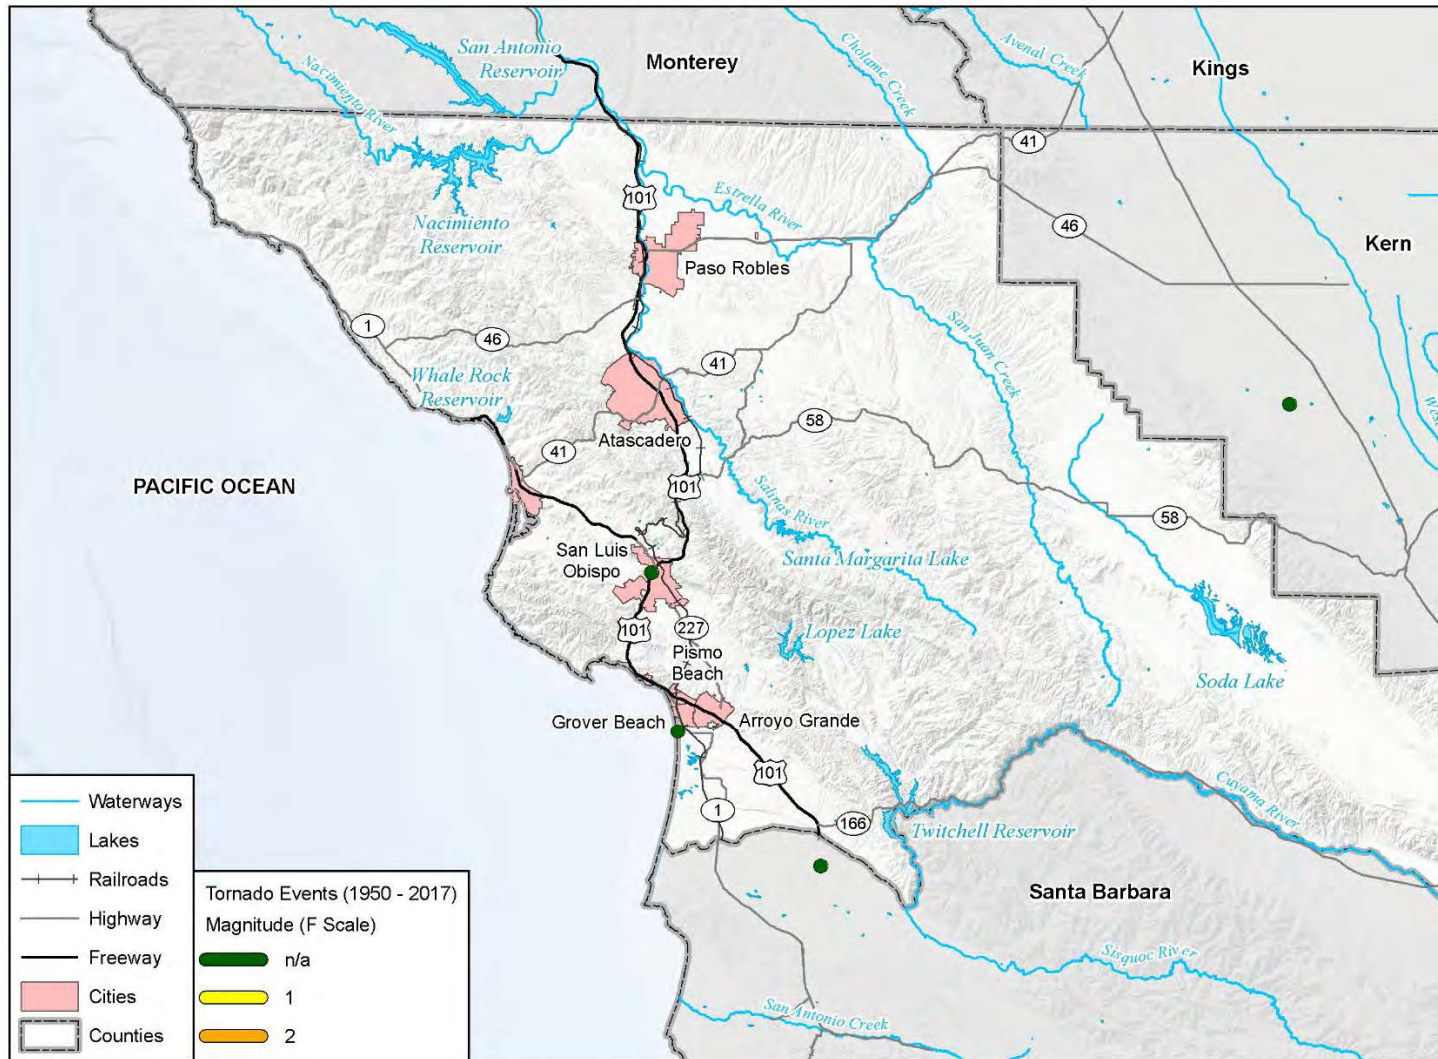 San Antonio
Reservoir
Monterey
Cholame Creek
Avenal Creek
Kings
Nacimiento River
41
101
Estrella River
Nacimiento
Reservoir
46
Kern
Paso Robles
1
46
San Juan Creek
41
Whale Rock
Reservoir
58
Atascadero
41
PACIFIC OCEAN
101
Salinas River
58
San Luis
Obispo
Santa Margarita Lake
101
227
Lopez Lake
Pismo
Beach
Soda Lake
Grover Beach
Arroyo Grande
101
Cuyama River
1
166
Twitchell Reservoir
Santa Barbara
Sisquoc River
San Antonio Creek
Waterways
Lakes
Railroads
Highway
Freeway
Cities
Counties
Tornado Events (1950 - 2017)
Magnitude (F Scale)
n/a
1
2